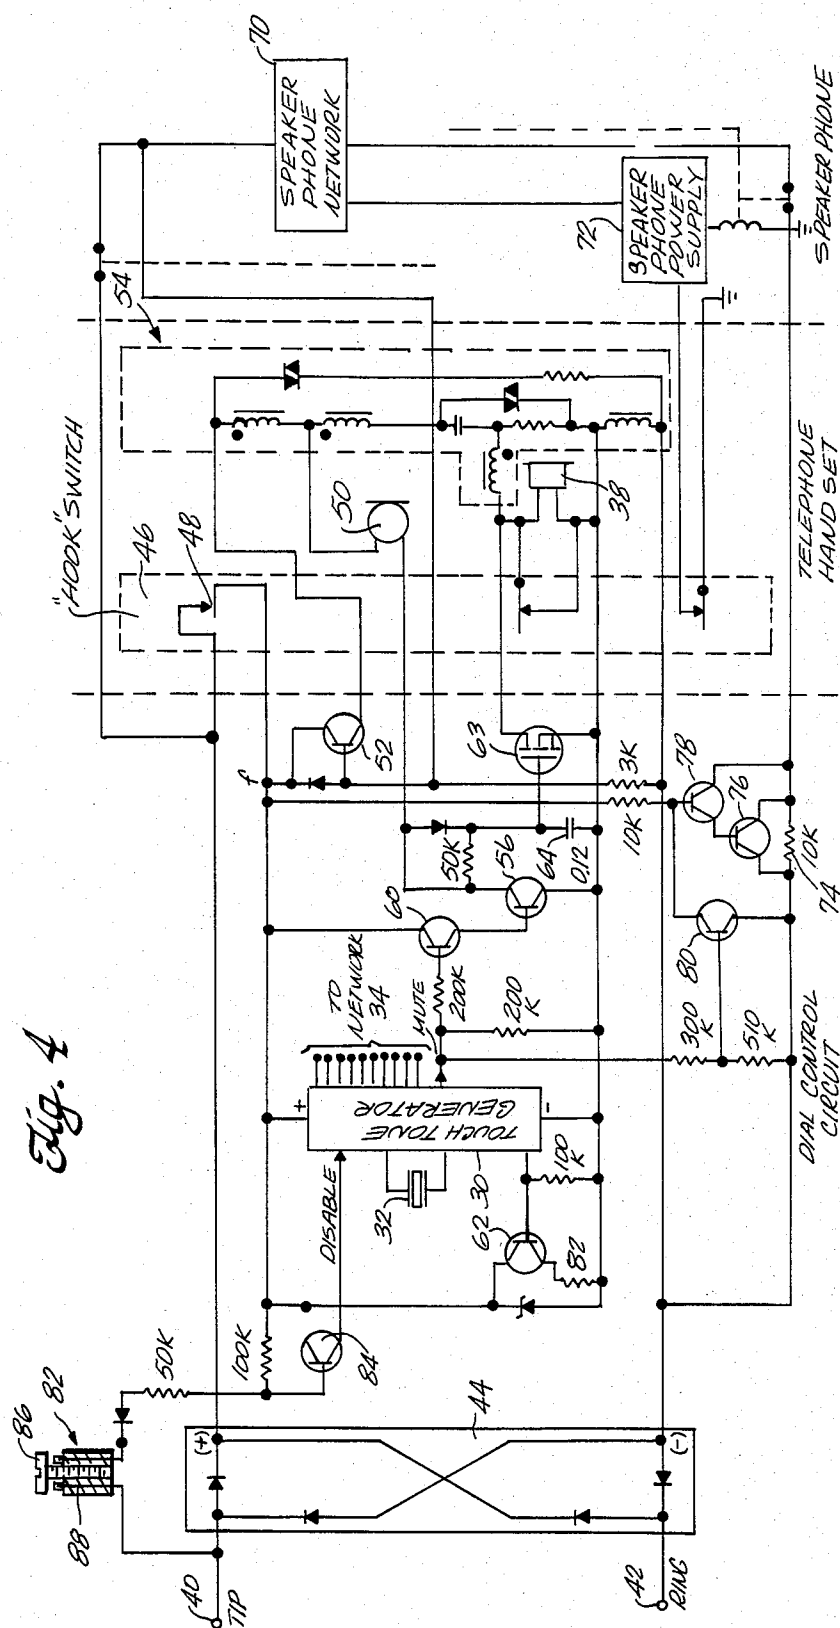 Fig. 4
"HOOK" SWITCH
46
48
54
70
SPEAKER
PHONE
NETWORK
72
SPEAKER
PHONE
POWER
SUPPLY
SPEAKER PHONE
50
38
TELEPHONE
HAND SET
f
52
63
3K
10K
78
76
10K
74
50K
56
64
0.12
60
80
TO
NETWORK
34
MUTE
200K
200
K
300
K
510
K
DIAL CONTROL
CIRCUIT
+
TOUCH TONE
GENERATOR
-
DISABLE
32
30
100
K
62
82
86
82
88
50K
100K
84
44
(+)
(-)
40
TIP
42
RING